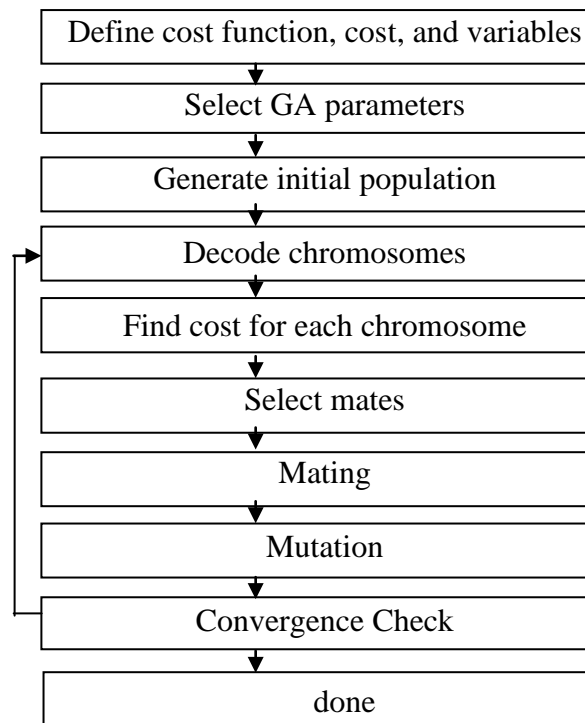 Define cost function, cost, and variables
Select GA parameters
Generate initial population
Decode chromosomes
Find cost for each chromosome
Select mates
Mating
Mutation
Convergence Check
done